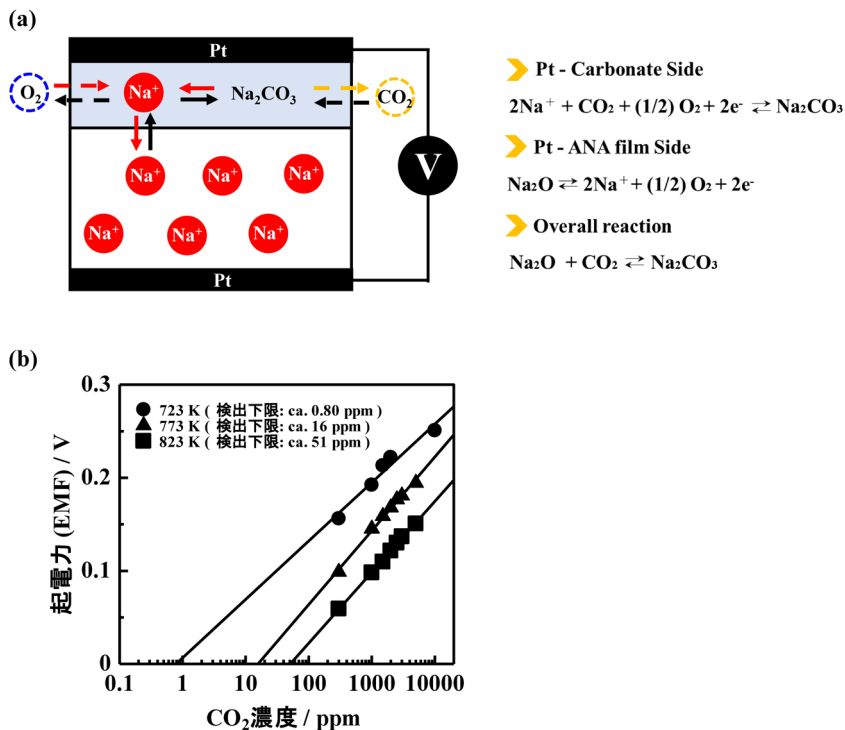 (a)
Pt
O₂
Na⁺
Na₂CO₃
CO₂
Na⁺
Na⁺
Na⁺
Na⁺
Na⁺
Na⁺
Pt
V
Pt - Carbonate Side
2Na⁺ + CO₂ + (1/2) O₂ + 2e⁻ ⇄ Na₂CO₃
Pt - ANA film Side
Na₂O ⇄ 2Na⁺ + (1/2) O₂ + 2e⁻
Overall reaction
Na₂O + CO₂ ⇄ Na₂CO₃
(b)
起電力 (EMF) / V
0.3
0.2
0.1
0
723 K ( 検出下限: ca. 0.80 ppm )
773 K ( 検出下限: ca. 16 ppm )
823 K ( 検出下限: ca. 51 ppm )
0.1 1 10 100 1000 10000
CO₂濃度 / ppm